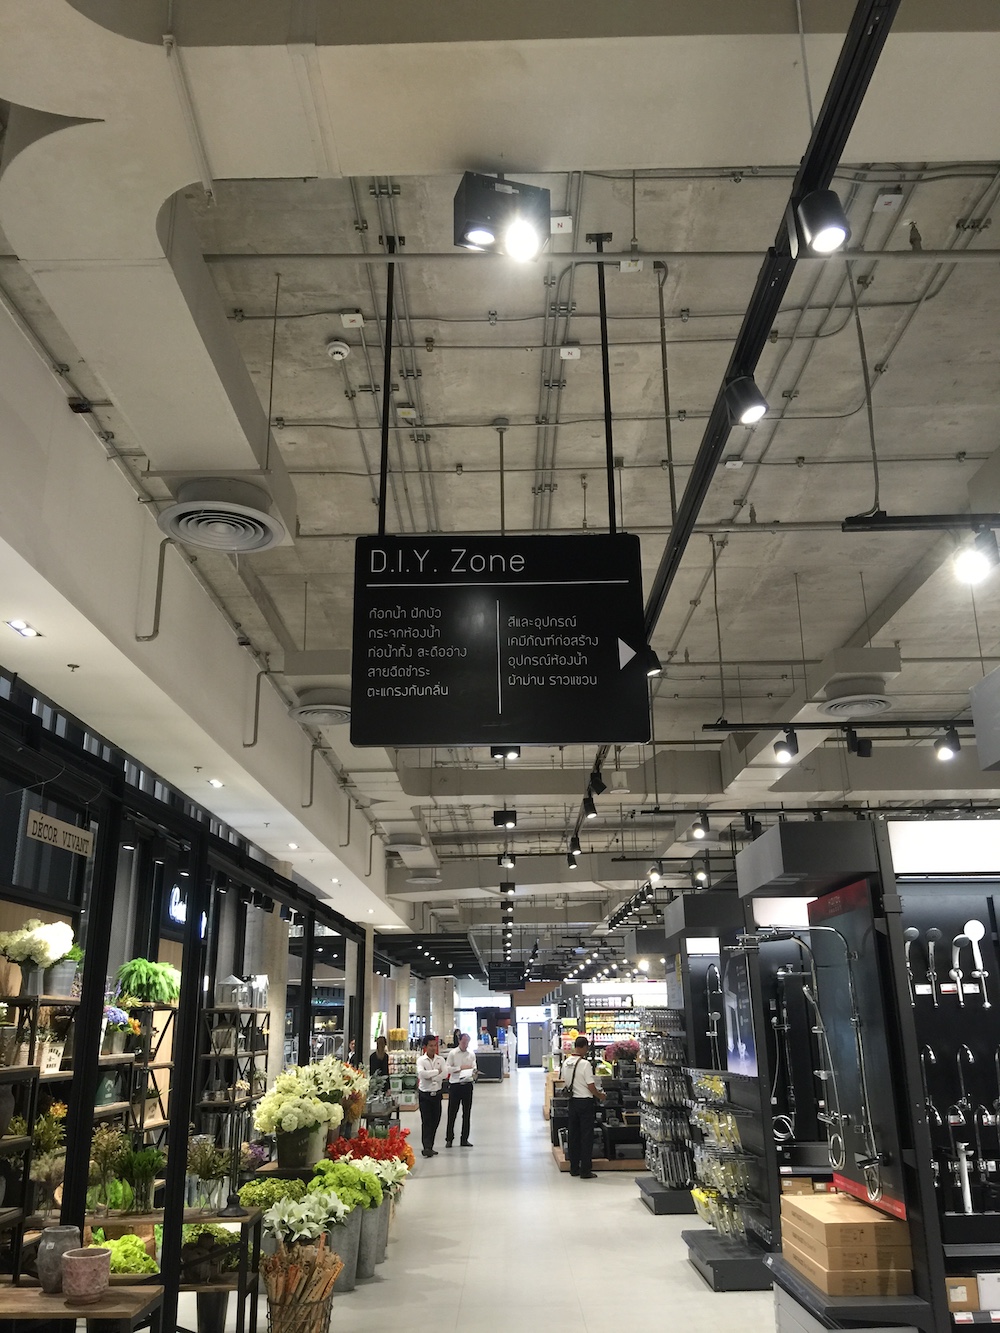 D.I.Y. Zone
ก๊อกน้ำ ฝักบัว
กระจกห้องน้ำ
ท่อน้ำทิ้ง สะดืออ่าง
สายฉีดชำระ
ตะแกรงกันกลิ่น
สีและอุปกรณ์
เคมีภัณฑ์ก่อสร้าง
อุปกรณ์ห้องน้ำ
ผ้าม่าน ราวแขวน
DÉCOR VIVANT